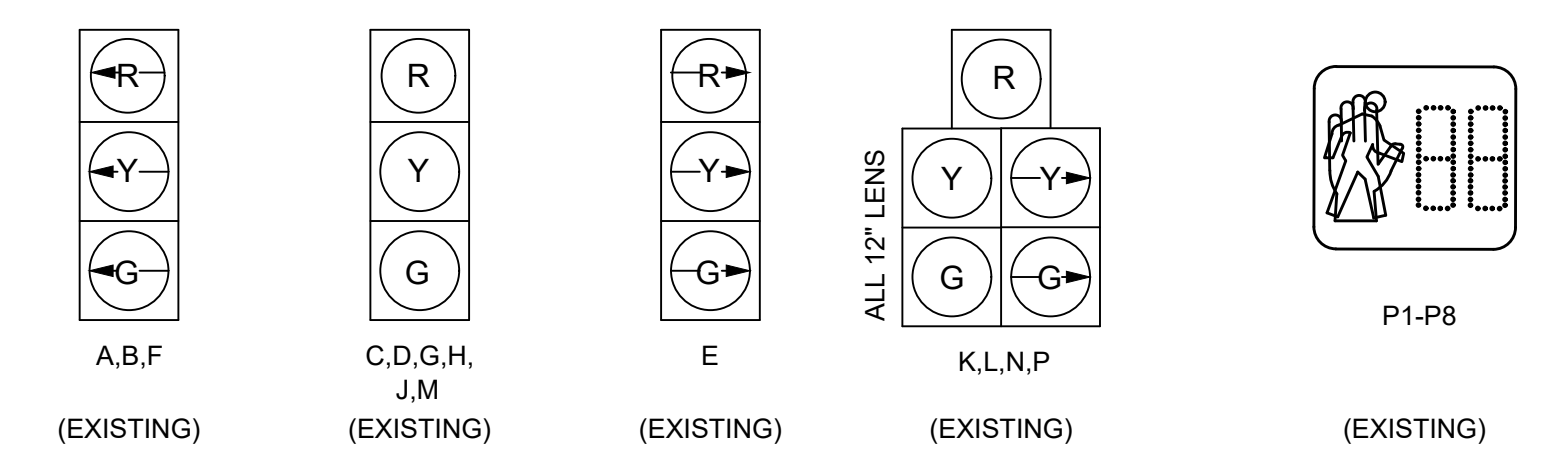 R
Y
G
A,B,F
(EXISTING)
R
Y
G
C,D,G,H,
J,M
(EXISTING)
R
Y
G
E
(EXISTING)
ALL 12" LENS
R
Y Y
G G
K,L,N,P
(EXISTING)
88
P1-P8
(EXISTING)